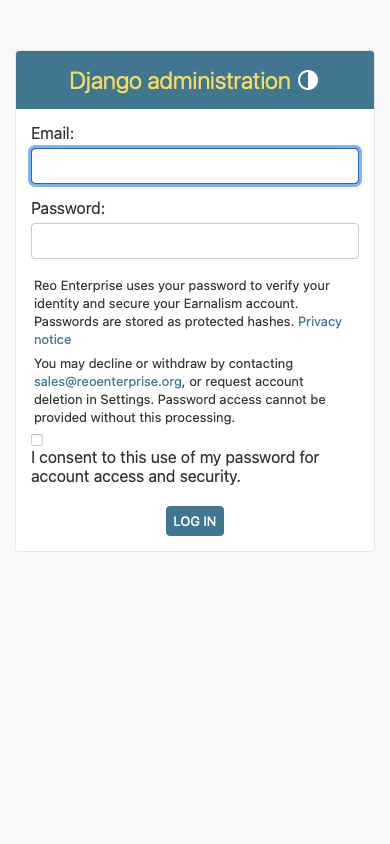 Django administration
Email:
Password:
Reo Enterprise uses your password to verify your
identity and secure your Earnalism account.
Passwords are stored as protected hashes. Privacy
notice
You may decline or withdraw by contacting
sales@reoenterprise.org, or request account
deletion in Settings. Password access cannot be
provided without this processing.
I consent to this use of my password for
account access and security.
LOG IN